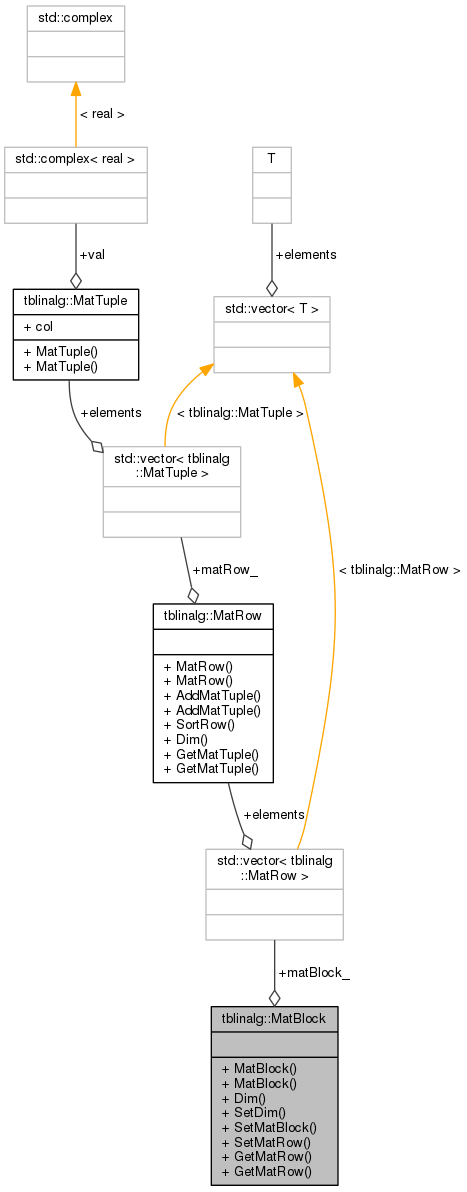 std::complex
< real >
std::complex< real >
T
+val
+elements
tblinalg::MatTuple
+ col
+ MatTuple()
+ MatTuple()
std::vector< T >
+elements
< tblinalg::MatTuple >
std::vector< tblinalg
::MatTuple >
+matRow_
< tblinalg::MatRow >
tblinalg::MatRow
+ MatRow()
+ MatRow()
+ AddMatTuple()
+ AddMatTuple()
+ SortRow()
+ Dim()
+ GetMatTuple()
+ GetMatTuple()
+elements
std::vector< tblinalg
::MatRow >
+matBlock_
tblinalg::MatBlock
+ MatBlock()
+ MatBlock()
+ Dim()
+ SetDim()
+ SetMatBlock()
+ SetMatRow()
+ GetMatRow()
+ GetMatRow()